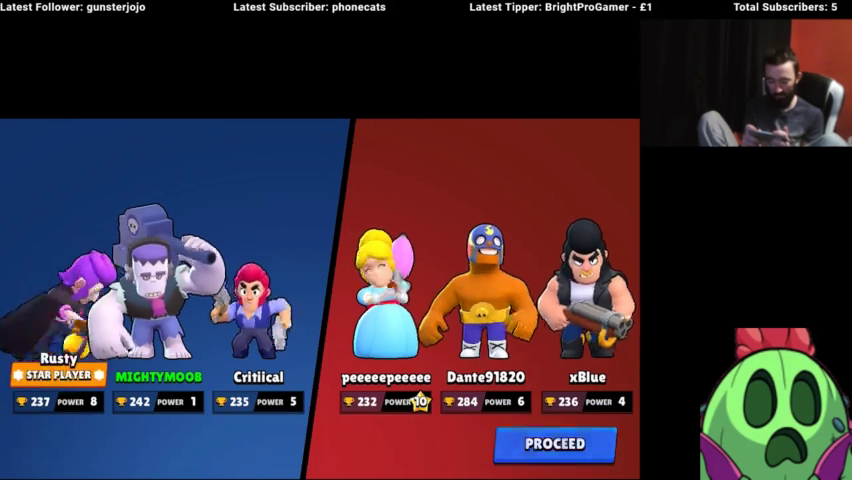 Latest Follower: gunsterjojo Latest Subscriber: phonecats Latest Tipper: BrightProGamer - £1 Total Subscribers: 5
Rusty
STAR PLAYER
MIGHTYMOOB
Critiical
peeeeepeeeee
Dante91820
xBlue
237 POWER 8
242 POWER 1
235 POWER 5
232 POWER 10
284 POWER 6
236 POWER 4
PROCEED